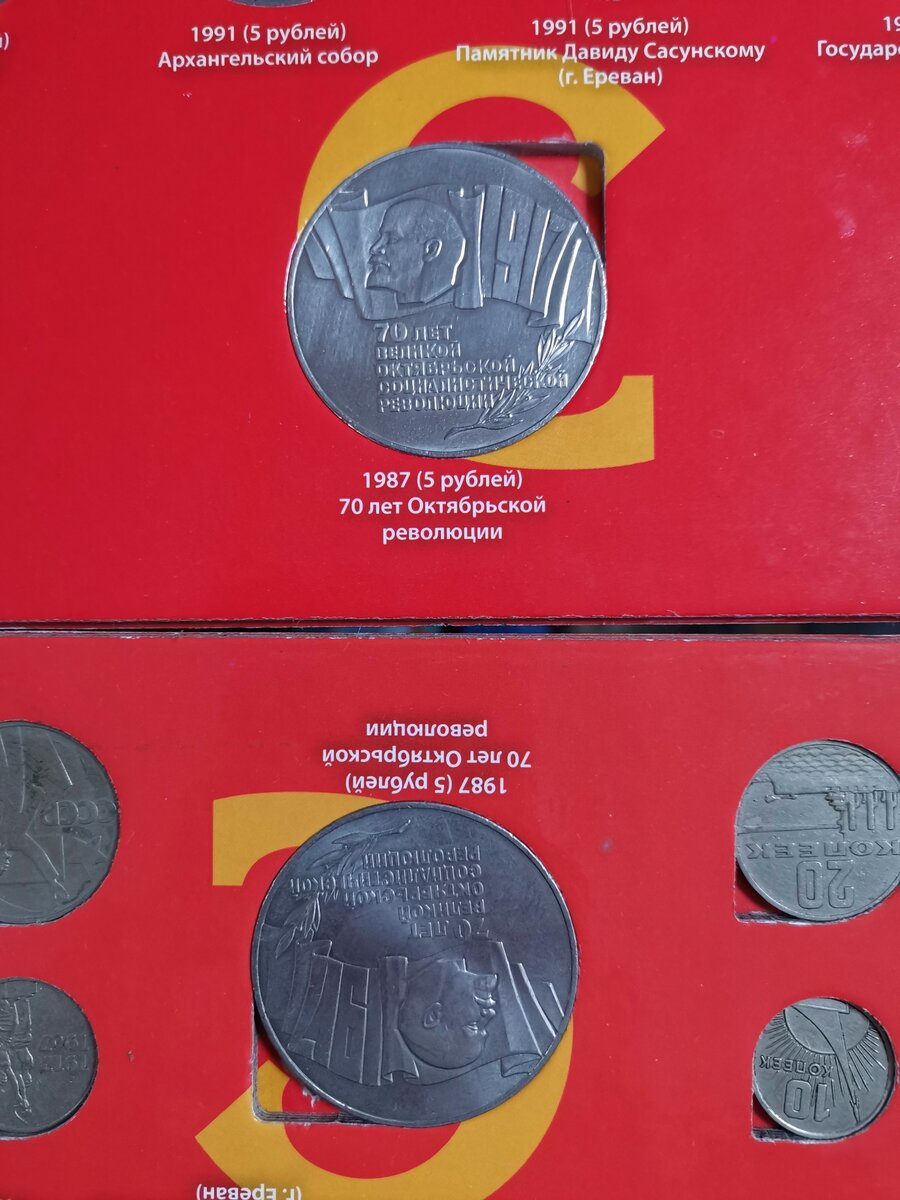 1991 (5 рублей)
Архангельский собор
1991 (5 рублей)
Памятник Давиду Сасунскому
(г. Ереван)
Государ
70 ЛЕТ
ВЕЛИКОЙ
ОКТЯБРЬСКОЙ
СОЦИАЛИСТИЧЕСКОЙ
РЕВОЛЮЦИИ
1987 (5 рублей)
70 лет Октябрьской
революции
1987 (5 рублей)
70 лет Октябрьской
революции
70 ЛЕТ
ВЕЛИКОЙ
ОКТЯБРЬСКОЙ
СОЦИАЛИСТИЧЕСКОЙ
РЕВОЛЮЦИИ
СССР
20
КОПЕЕК
1917
1967
10
КОПЕЕК
(г. Ереван)